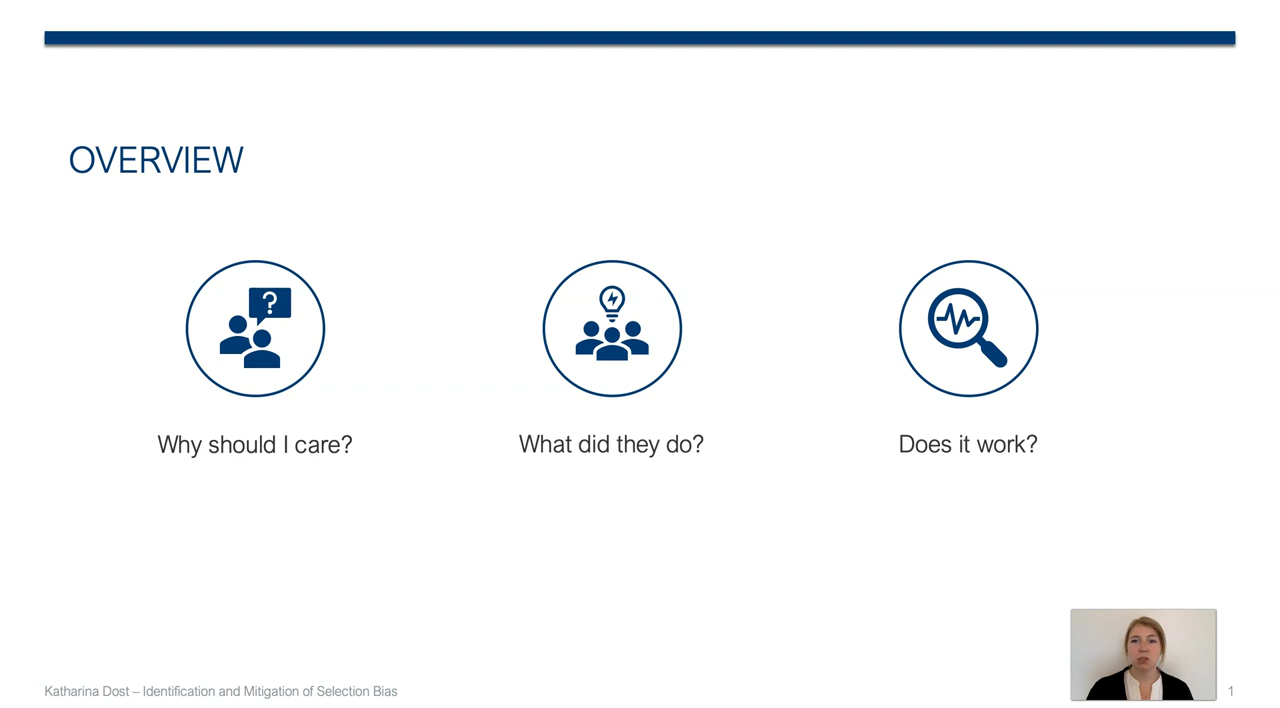 OVERVIEW
?
Why should I care?
What did they do?
Does it work?
Katharina Dost – Identification and Mitigation of Selection Bias
1